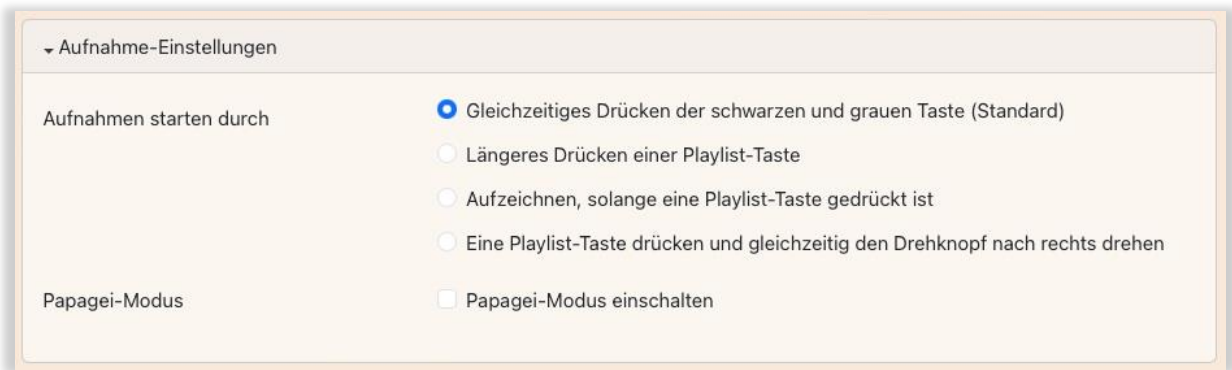 Aufnahme-Einstellungen
Aufnahmen starten durch
Gleichzeitiges Drücken der schwarzen und grauen Taste (Standard)
Längeres Drücken einer Playlist-Taste
Aufzeichnen, solange eine Playlist-Taste gedrückt ist
Eine Playlist-Taste drücken und gleichzeitig den Drehknopf nach rechts drehen
Papagei-Modus
Papagei-Modus einschalten